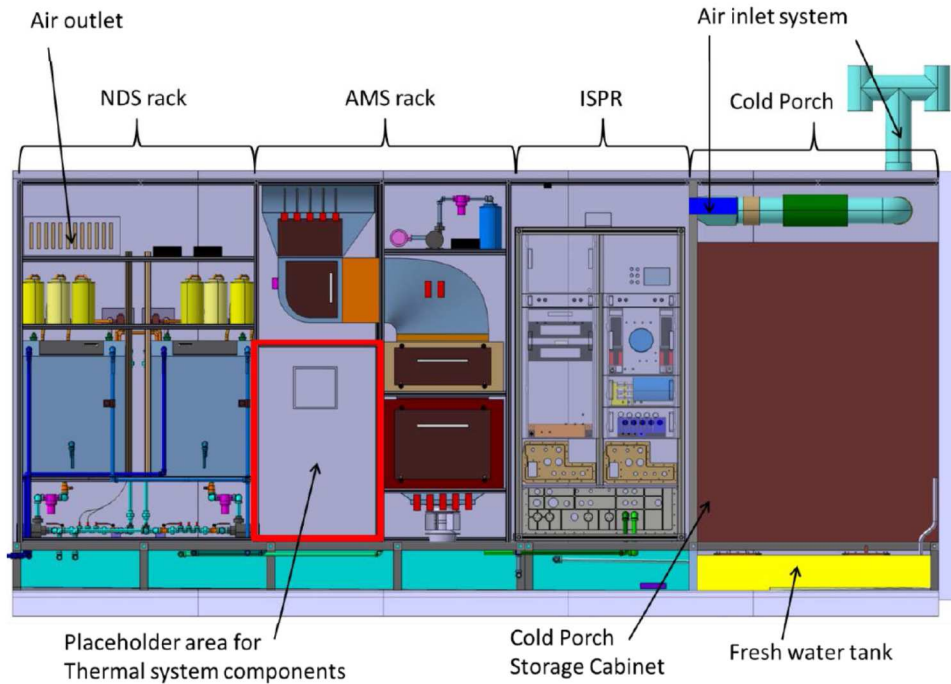 Air outlet
Air inlet system
NDS rack
AMS rack
ISPR
Cold Porch
Placeholder area for
Thermal system components
Cold Porch
Storage Cabinet
Fresh water tank